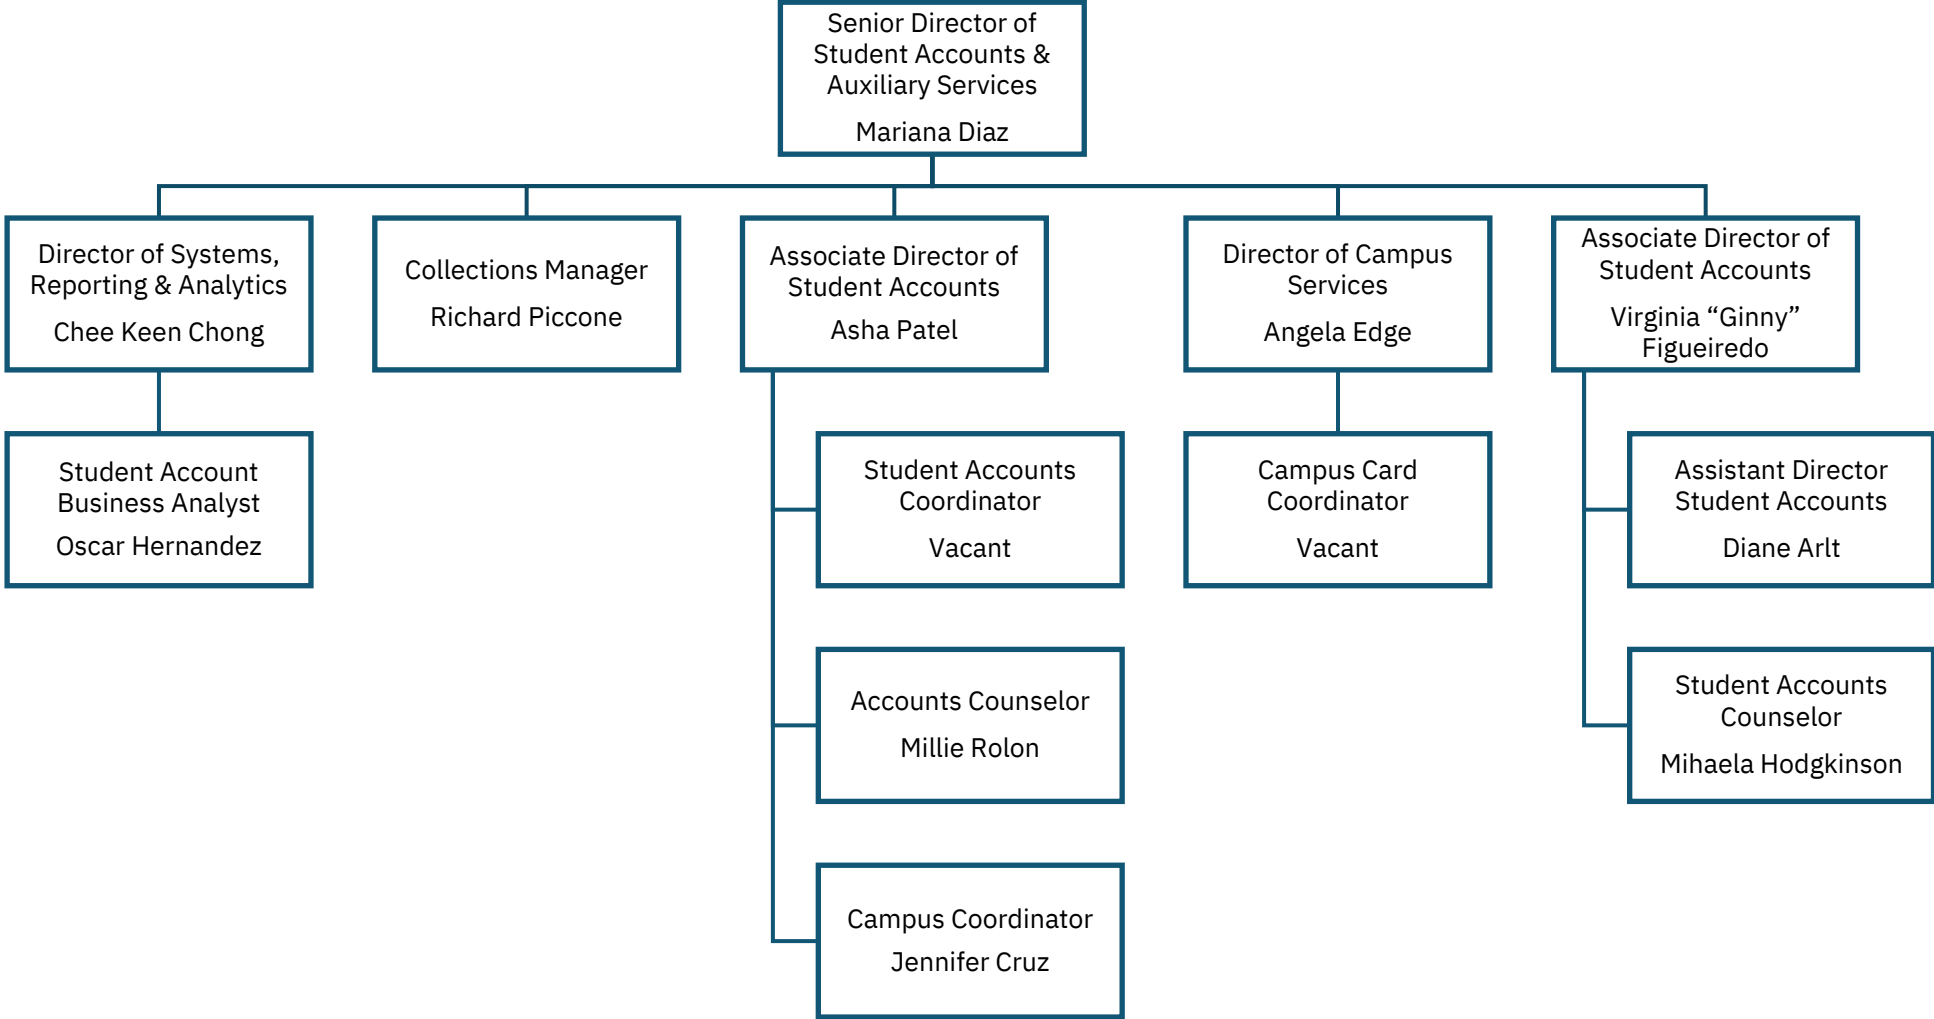 Senior Director of
Student Accounts &
Auxiliary Services
Mariana Diaz
Director of Systems,
Reporting & Analytics
Chee Keen Chong
Collections Manager
Richard Piccone
Associate Director of
Student Accounts
Asha Patel
Director of Campus
Services
Angela Edge
Associate Director of
Student Accounts
Virginia “Ginny”
Figueiredo
Student Account
Business Analyst
Oscar Hernandez
Student Accounts
Coordinator
Vacant
Campus Card
Coordinator
Vacant
Assistant Director
Student Accounts
Diane Arlt
Accounts Counselor
Millie Rolon
Student Accounts
Counselor
Mihaela Hodgkinson
Campus Coordinator
Jennifer Cruz